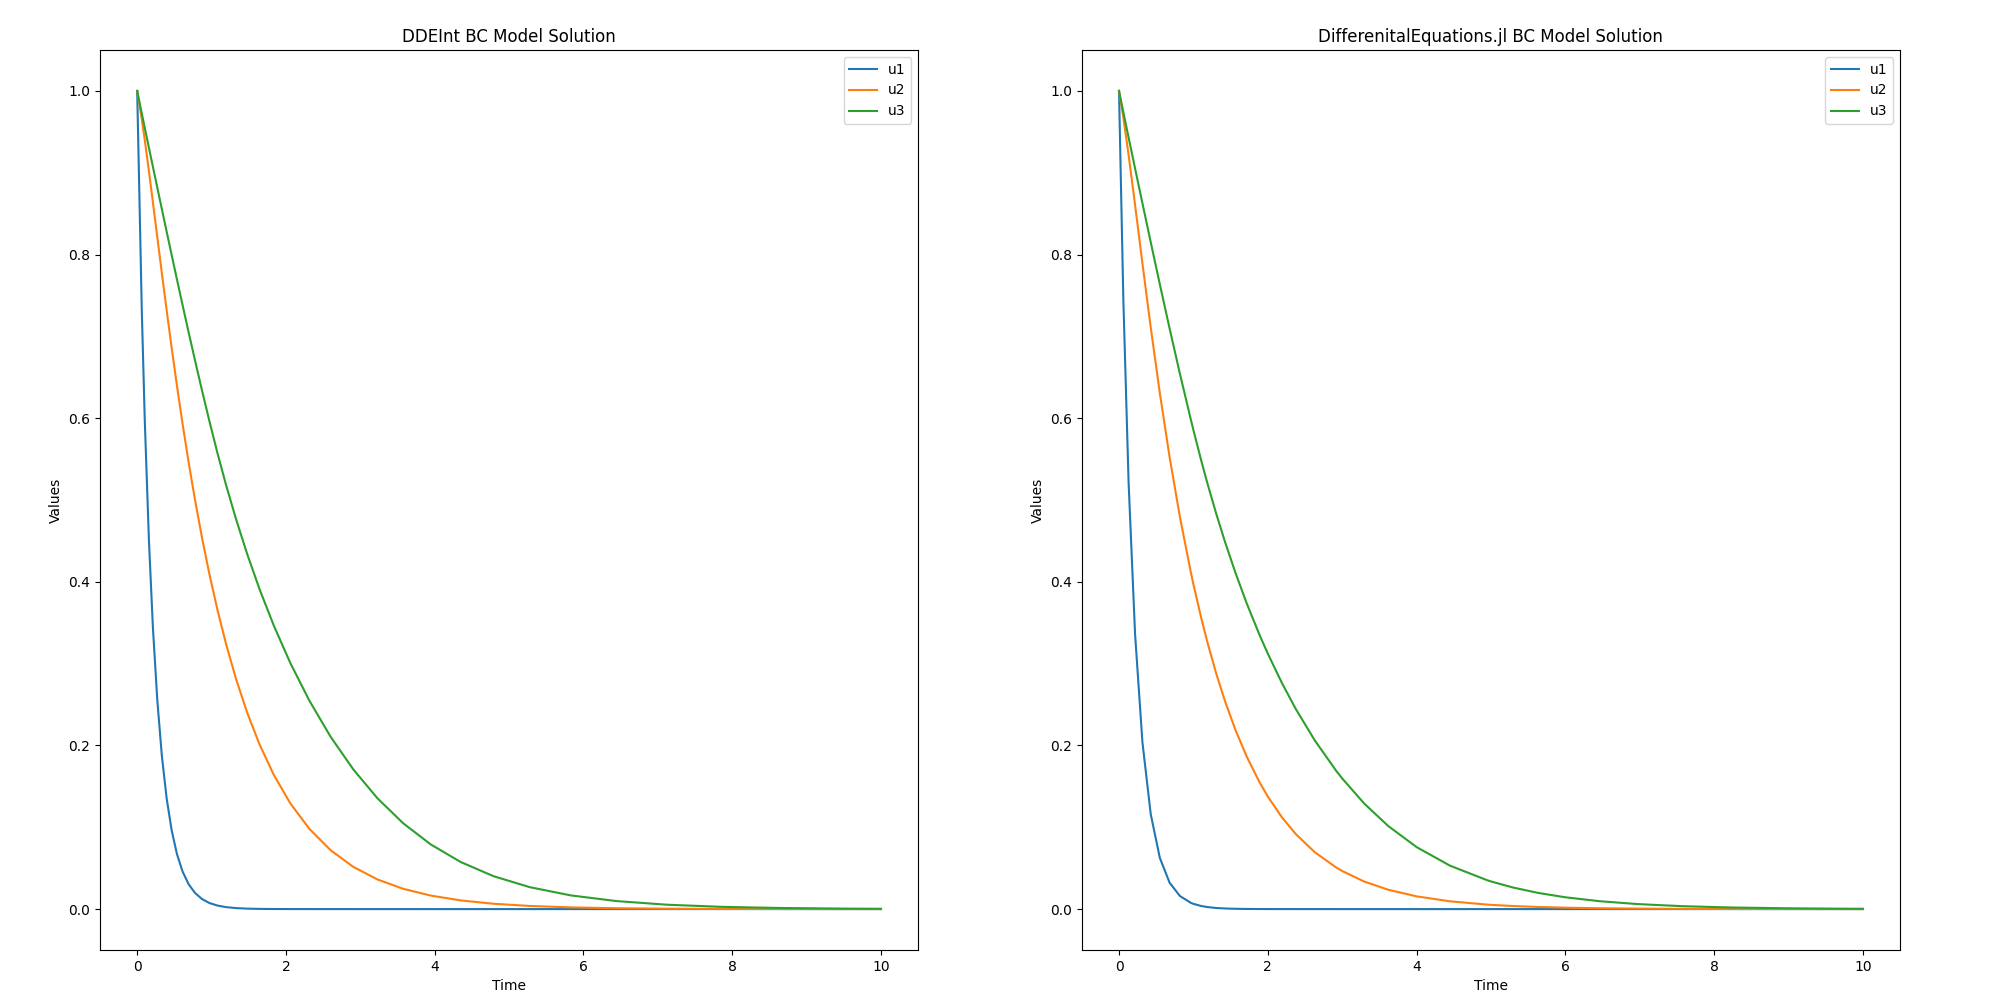 DDEInt BC Model Solution
u1
u2
u3
1.0
0.8
0.6
0.4
0.2
0.0
Values
0 2 4 6 8 10
Time
DifferenitalEquations.jl BC Model Solution
u1
u2
u3
1.0
0.8
0.6
0.4
0.2
0.0
Values
0 2 4 6 8 10
Time